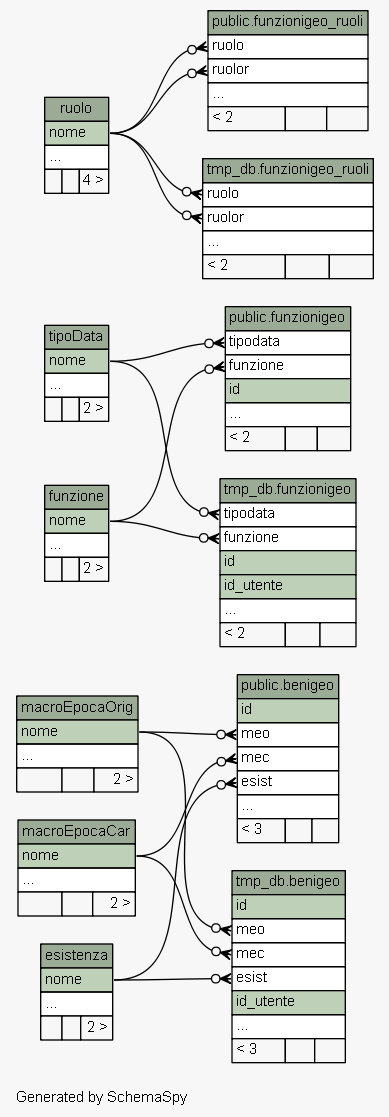 public.funzionigeo_ruoli
ruolo
ruolor
...
< 2
ruolo
nome
...
4 >
tmp_db.funzionigeo_ruoli
ruolo
ruolor
...
< 2
public.funzionigeo
tipodata
funzione
id
...
< 2
tipoData
nome
...
2 >
tmp_db.funzionigeo
tipodata
funzione
id
id_utente
...
< 2
funzione
nome
...
2 >
public.benigeo
id
meo
mec
esist
...
< 3
macroEpocaOrig
nome
...
2 >
macroEpocaCar
nome
...
2 >
tmp_db.benigeo
id
meo
mec
esist
id_utente
...
< 3
esistenza
nome
...
2 >
Generated by SchemaSpy